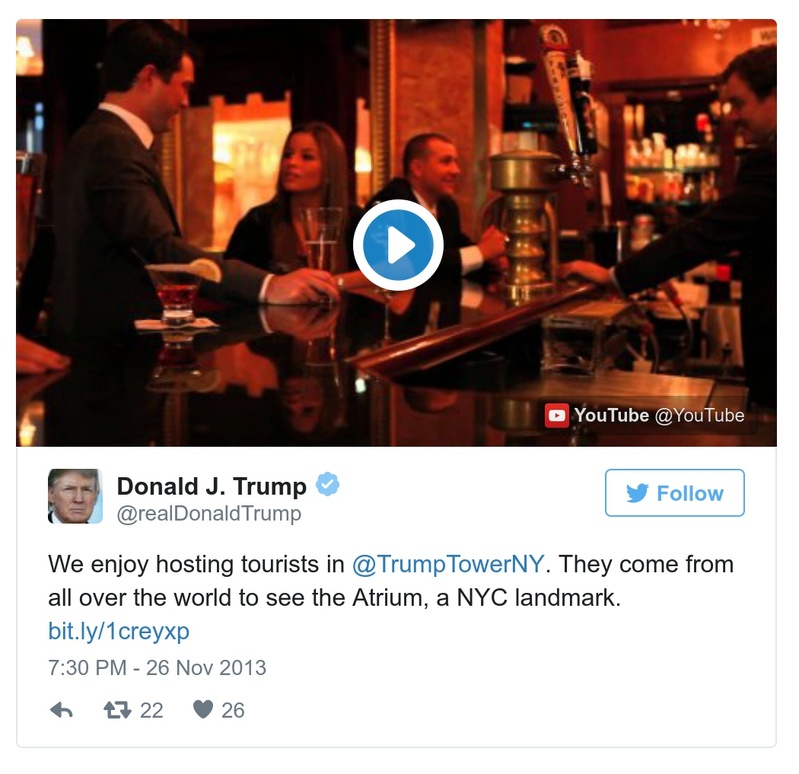 YouTube @YouTube
Donald J. Trump
@realDonaldTrump
Follow
We enjoy hosting tourists in @TrumpTowerNY. They come from
all over the world to see the Atrium, a NYC landmark.
bit.ly/1creyxp
7:30 PM - 26 Nov 2013
22 26